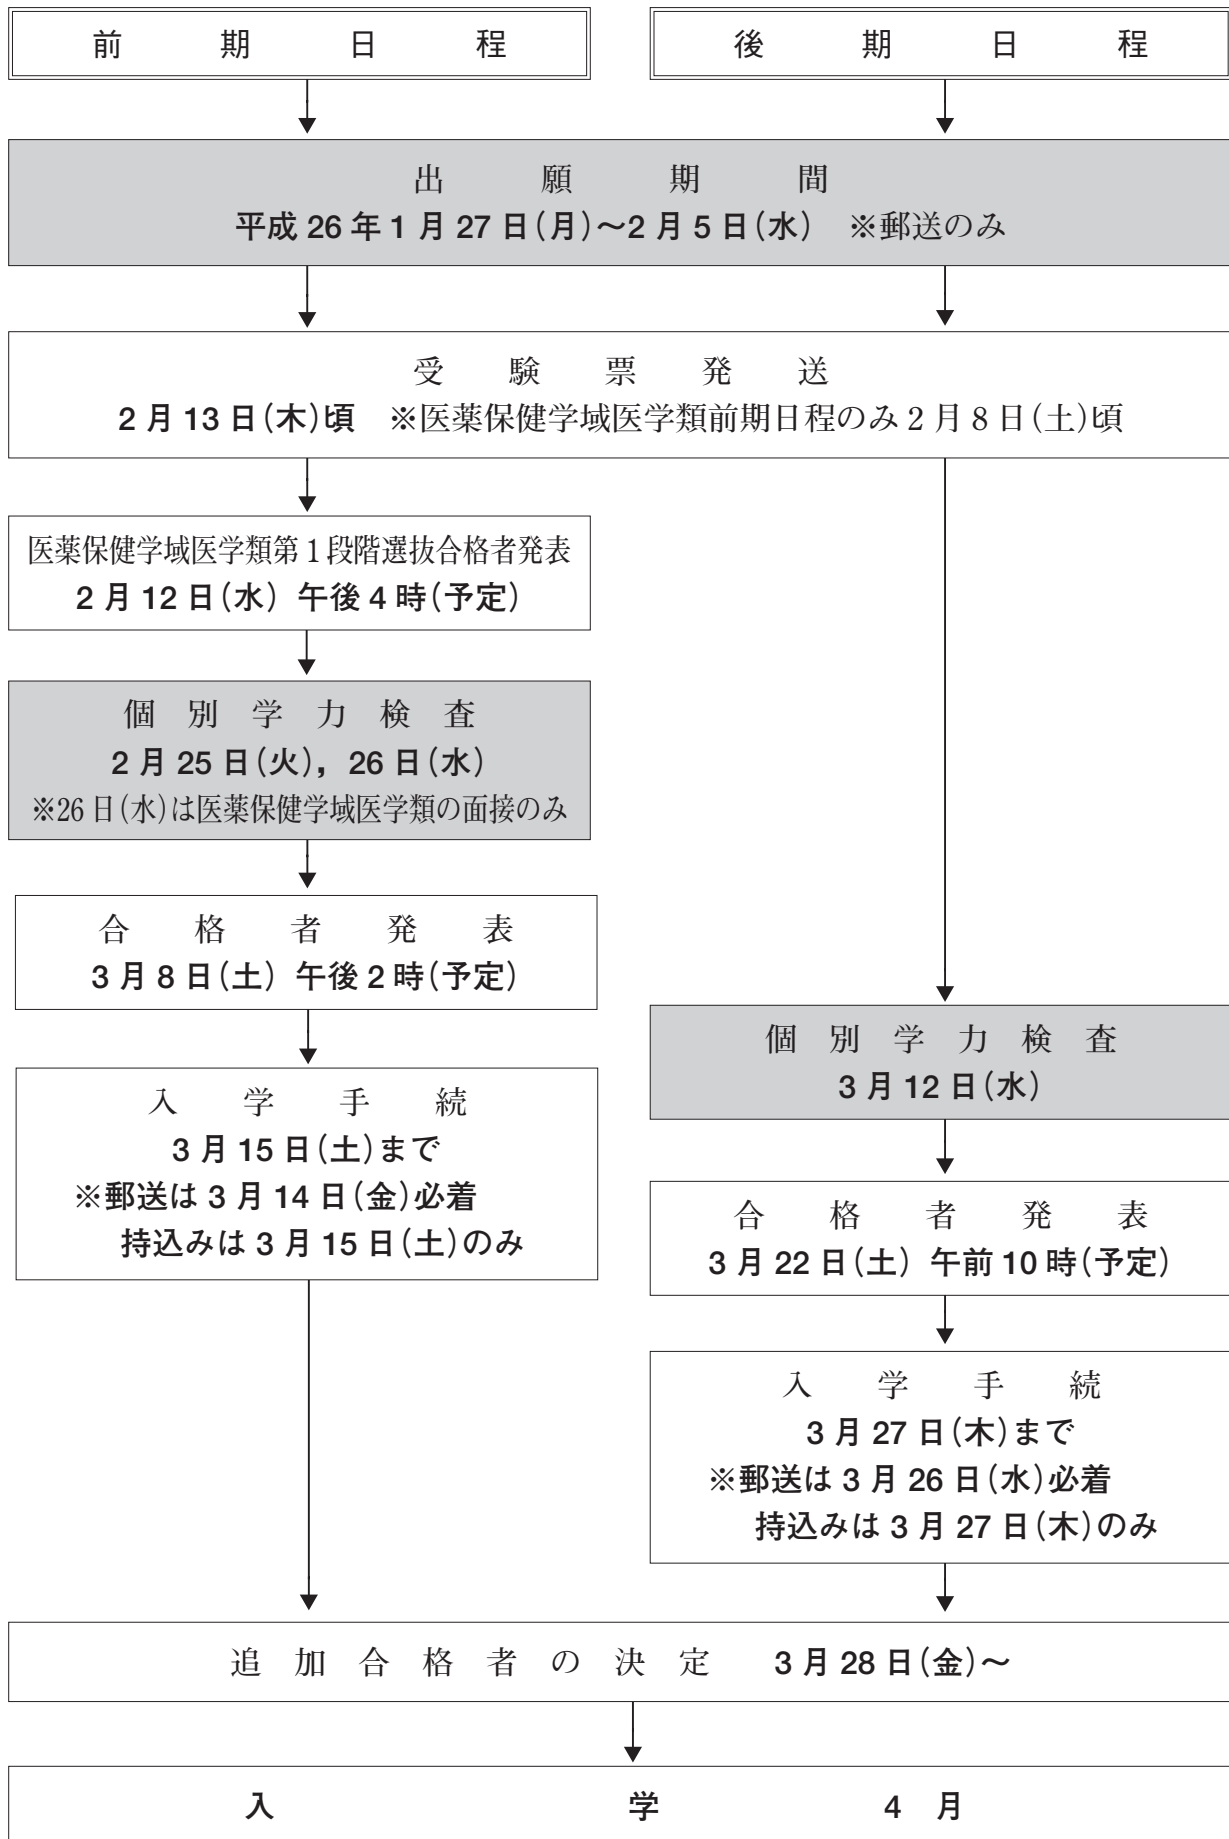 前期日程
後期日程
出願期間
平成26年1月27日(月)～2月5日(水) ※郵送のみ
受験票発送
2月13日(木)頃 ※医薬保健学域医学類前期日程のみ2月8日(土)頃
医薬保健学域医学類第1段階選抜合格者発表
2月12日(水) 午後4時(予定)
個別学力検査
2月25日(火)，26日(水)
※26日(水)は医薬保健学域医学類の面接のみ
合格者発表
3月8日(土) 午後2時(予定)
入学手続
3月15日(土)まで
※郵送は3月14日(金)必着
持込みは3月15日(土)のみ
個別学力検査
3月12日(水)
合格者発表
3月22日(土) 午前10時(予定)
入学手続
3月27日(木)まで
※郵送は3月26日(水)必着
持込みは3月27日(木)のみ
追加合格者の決定 3月28日(金)～
入学 4月